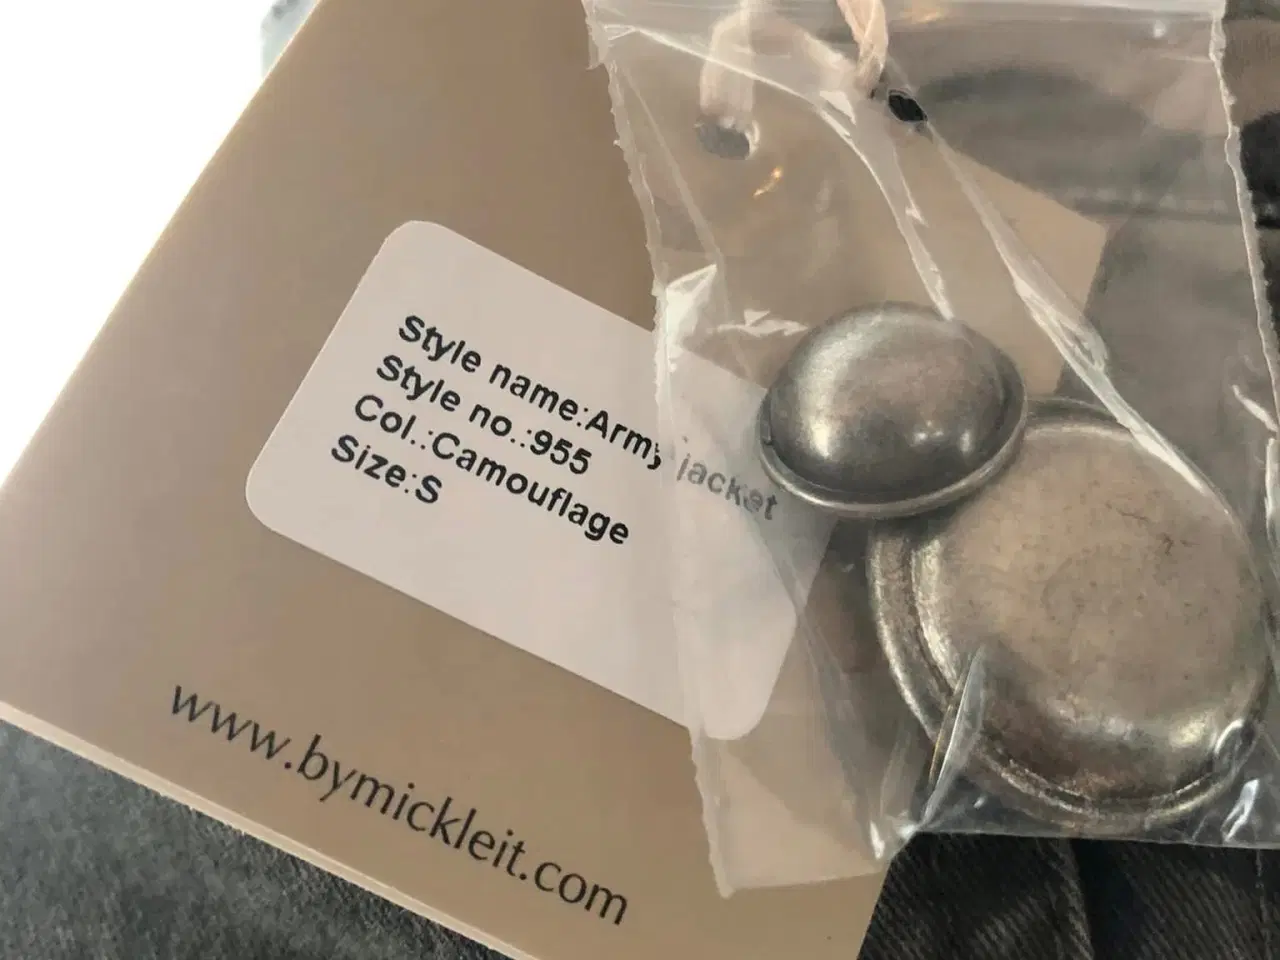 Style name:Army jacket
Style no.:955
Col.:Camouflage
Size:S
www.bymickleit.com